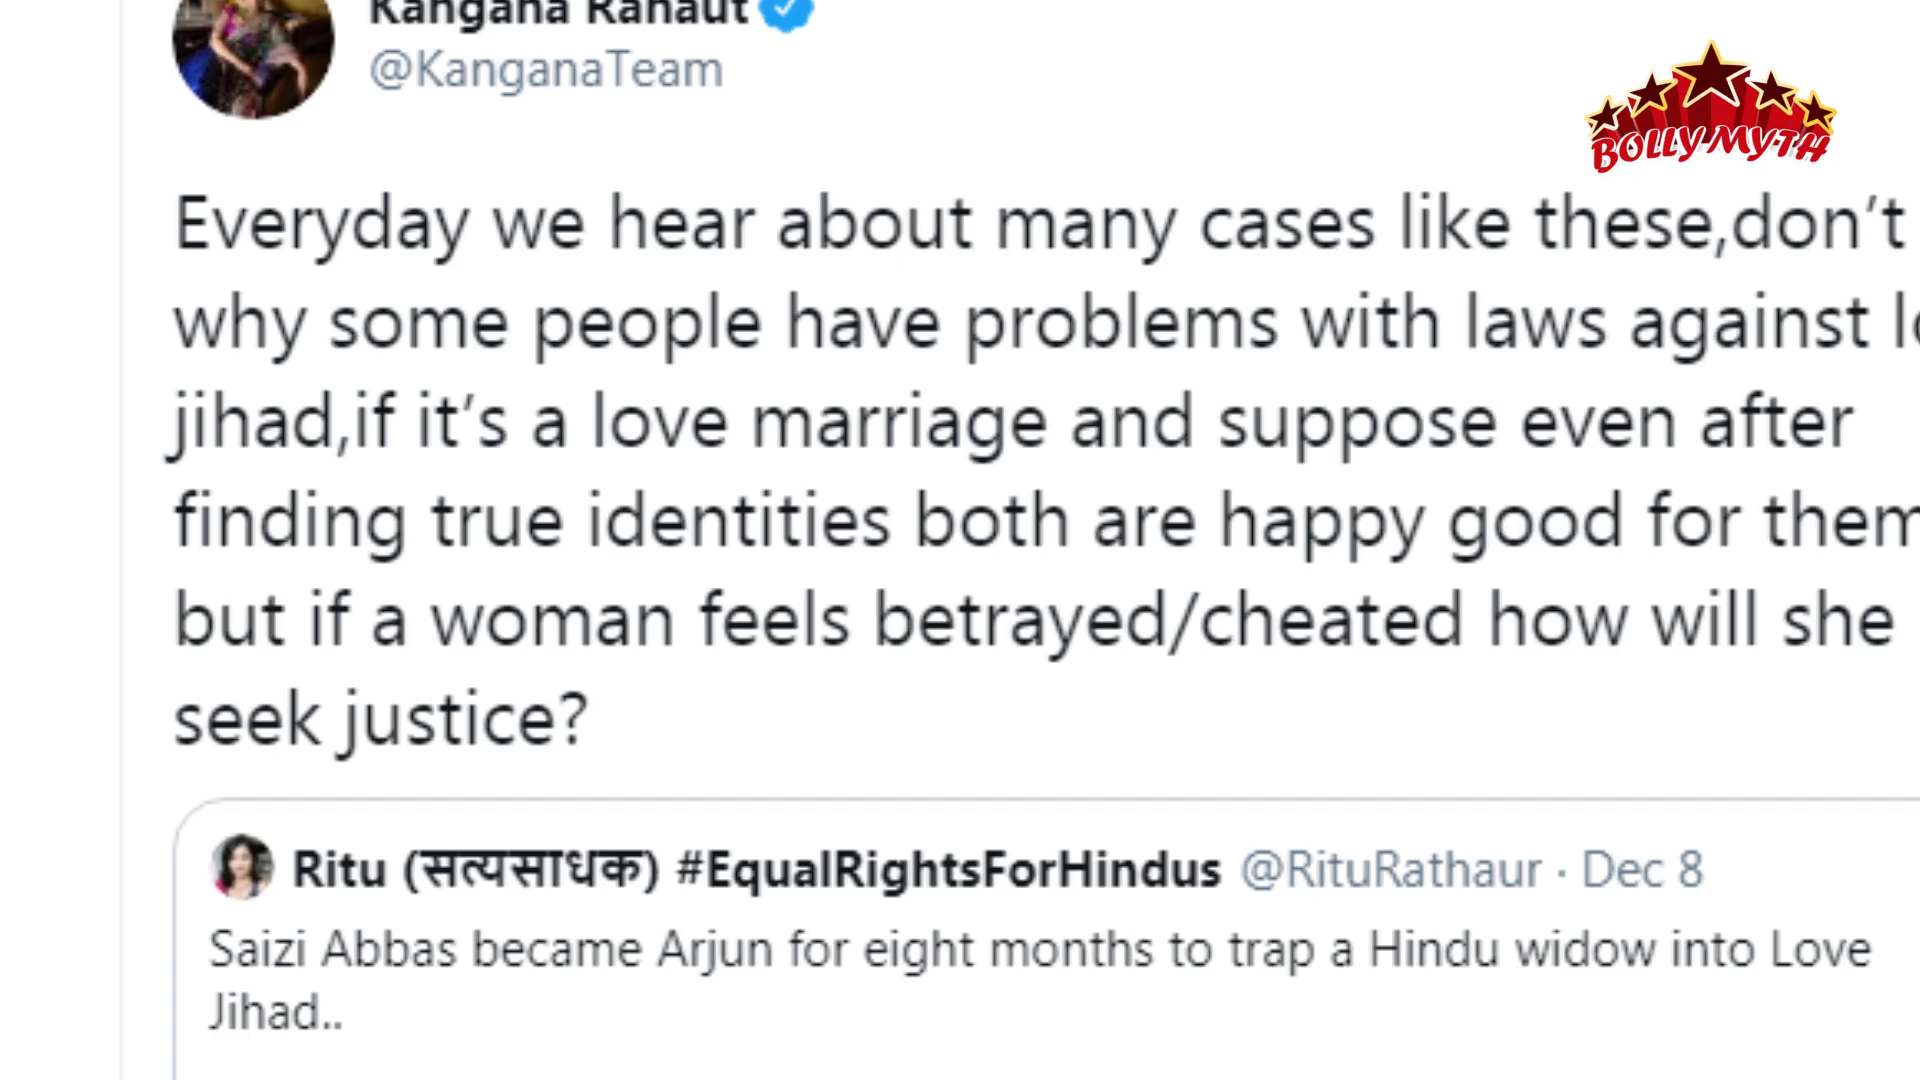 Kangana Ranaut
@KanganaTeam
BOLLY MYTH
Everyday we hear about many cases like these,don’t
why some people have problems with laws against
jihad,if it’s a love marriage and suppose even after
finding true identities both are happy good for them
but if a woman feels betrayed/cheated how will she
seek justice?
Ritu (सत्यसाधक) #EqualRightsForHindus @RituRathaur · Dec 8
Saizi Abbas became Arjun for eight months to trap a Hindu widow into Love
Jihad..